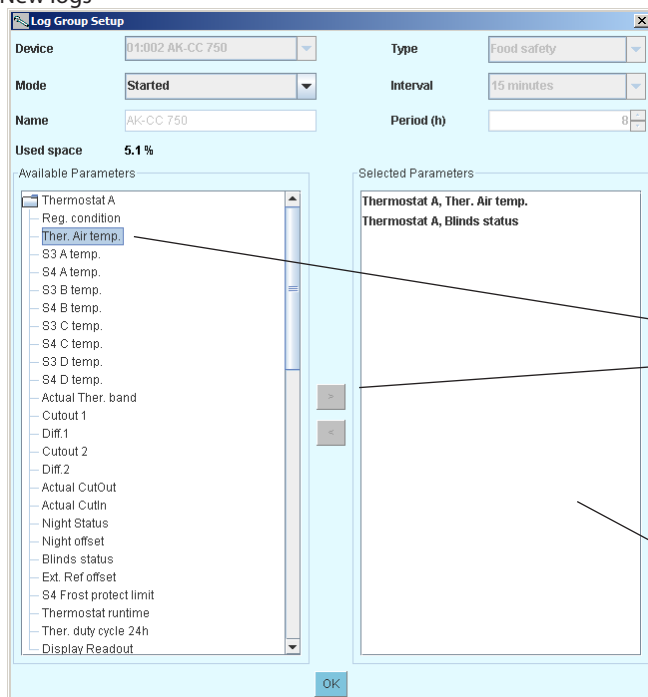 New logs
Log Group Setup
Device 01:002 AK-CC 750 Type Food safety
Mode Started Interval 15 minutes
Name AK-CC 750 Period (h) 8
Used space 5.1 %
Available Parameters
Thermostat A
Reg. condition
Ther. Air temp.
S3 A temp.
S4 A temp.
S3 B temp.
S4 B temp.
S3 C temp.
S4 C temp.
S3 D temp.
S4 D temp.
Actual Ther. band
Cutout 1
Diff.1
Cutout 2
Diff.2
Actual CutOut
Actual CutIn
Night Status
Night offset
Blinds status
Ext. Ref offset
S4 Frost protect limit
Thermostat runtime
Ther. duty cycle 24h
Display Readout
>
<
Selected Parameters
Thermostat A, Ther. Air temp.
Thermostat A, Blinds status
OK